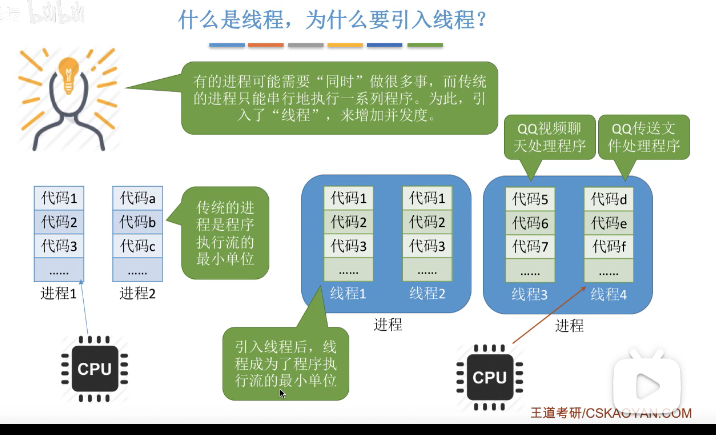 bilibili
什么是线程，为什么要引入线程？
有的进程可能需要“同时”做很多事，而传统
的进程只能串行地执行一系列程序。为此，引
入了“线程”，来增加并发度。
QQ视频聊
天处理程序
QQ传送文
件处理程序
代码1
代码2
代码3
……
进程1
代码a
代码b
代码c
……
进程2
传统的进
程是程序
执行流的
最小单位
代码1
代码2
代码3
……
线程1
代码1
代码2
代码3
……
线程2
进程
代码5
代码6
代码7
……
线程3
代码d
代码e
代码f
……
线程4
进程
引入线程后，线
程成为了程序执
行流的最小单位
CPU
CPU
王道考研/CSKAOYAN.COM